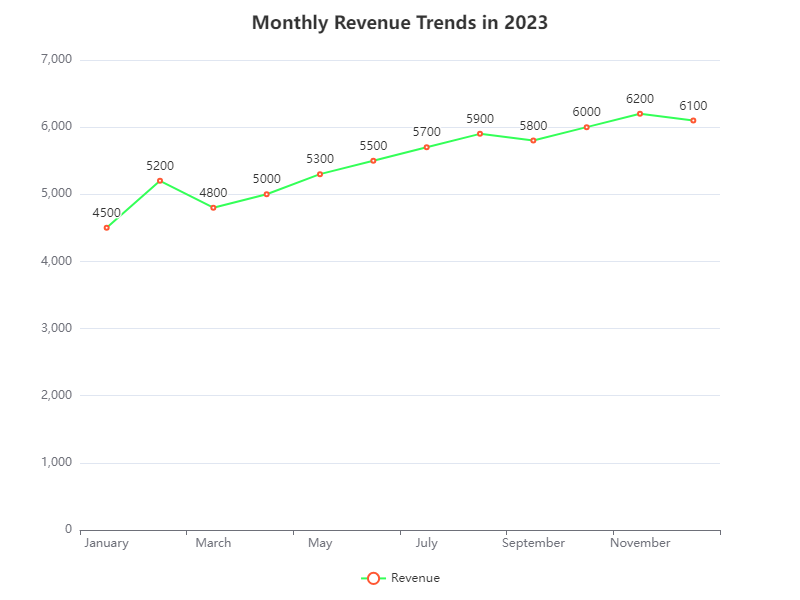 Monthly Revenue Trends in 2023
7,000
6,000
5,000
4,000
3,000
2,000
1,000
0
4500
5200
4800
5000
5300
5500
5700
5900
5800
6000
6200
6100
January
March
May
July
September
November
Revenue